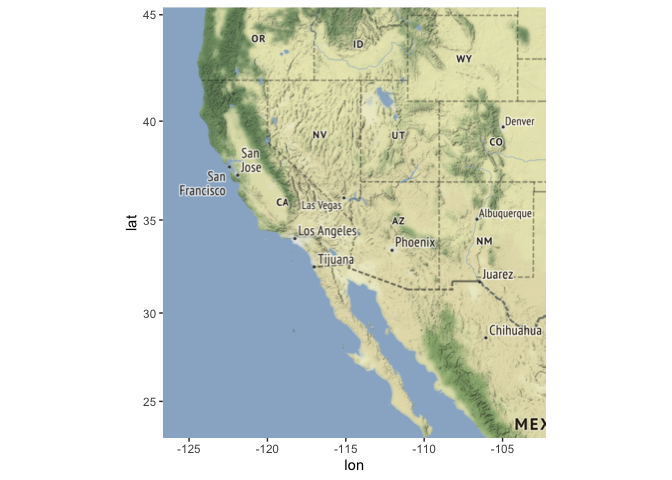 45
40
35
30
25
lat
OR
ID
WY
NV
UT
Denver
CO
San
Jose
San
Francisco
CA
Las Vegas
Los Angeles
AZ
Albuquerque
Phoenix
NM
Tijuana
Juarez
Chihuahua
MEX
-125
-120
-115
-110
-105
lon